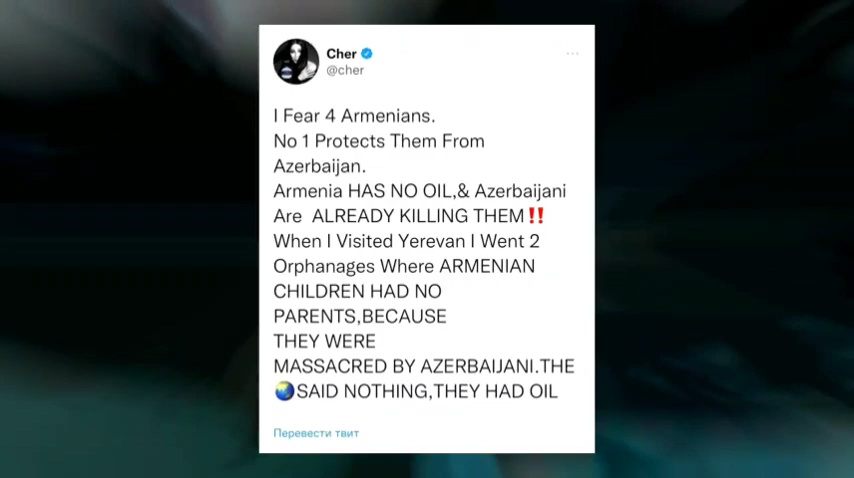 Cher
@cher
I Fear 4 Armenians.
No 1 Protects Them From
Azerbaijan.
Armenia HAS NO OIL,& Azerbaijani
Are ALREADY KILLING THEM‼️
When I Visited Yerevan I Went 2
Orphanages Where ARMENIAN
CHILDREN HAD NO
PARENTS,BECAUSE
THEY WERE
MASSACRED BY AZERBAIJANI.THE
🌏SAID NOTHING,THEY HAD OIL
Перевести твит